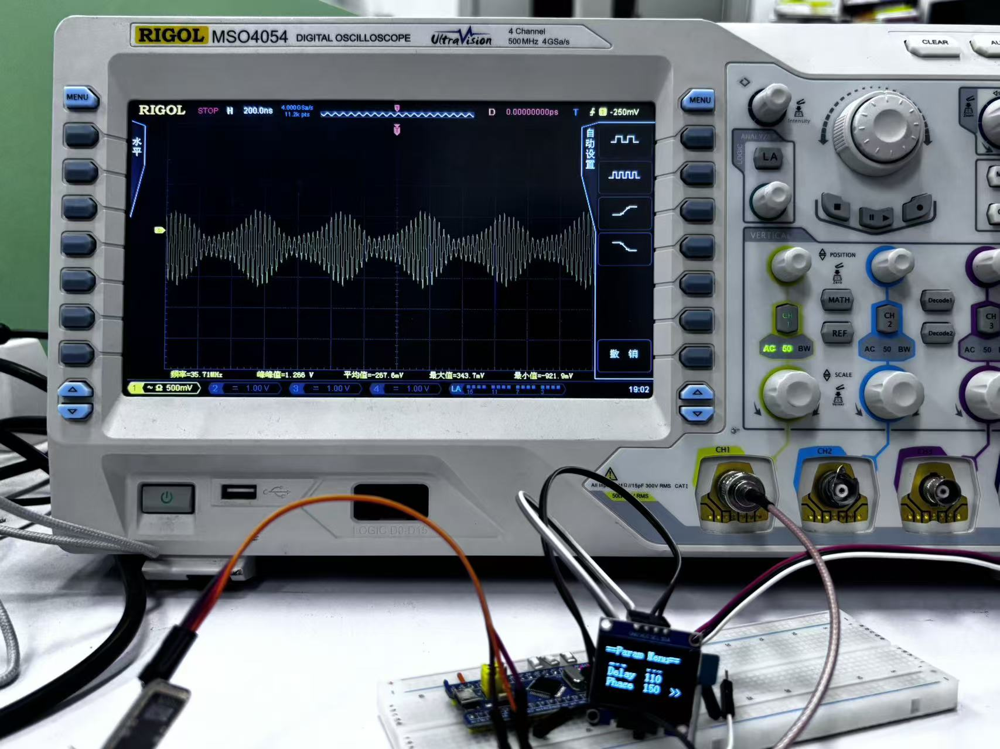 RIGOL MSO4054 DIGITAL OSCILLOSCOPE UltraVision 4 Channel
500MHz 4GSa/s
CLEAR
MENU
MENU
RIGOL STOP H 200.0ns 4.000GSa/s
11.2k pts
D 0.00000000ps T 1 -250mV
水平
自动设置
撤销
频率=35.71MHz 峰峰值=1.266 V 平均值=-267.6mV 最大值=343.7mV 最小值=-921.9mV
1 ~ Ω 500mV 2 = 1.00 V 3 = 1.00 V 4 = 1.00 V LA 15 11 7 3 19:02
Intensity
Zoom
ANALYZER
LOGIC
LA
VERTICAL
POSITION
Zero
MATH
Decode1
CH
1
CH
2
CH
3
REF
Decode2
AC 50 BW
AC 50 BW
AC 50
SCALE
Vernier
CH1
CH2
CH3
15pF 300V RMS CAT I
RMS
LOGIC D0-D15
==Param Menu==
Delay 110
Phase 150 >>